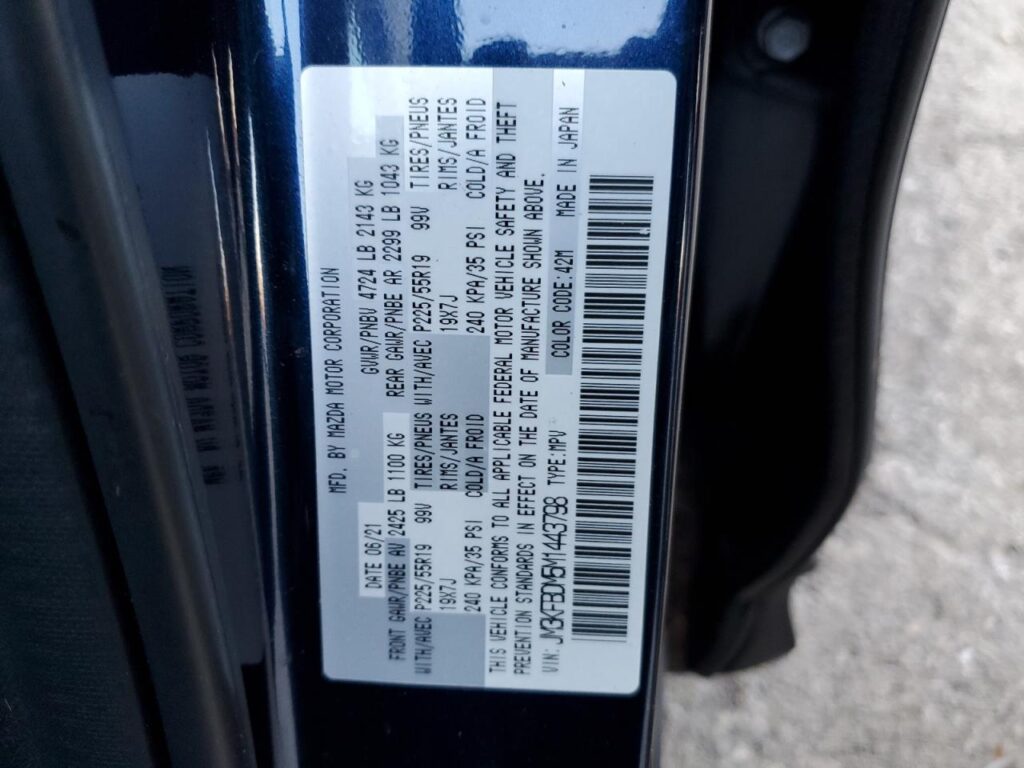 MFD. BY MAZDA MOTOR CORPORATION
DATE 06/21 GVWR/PNBV 4724 LB 2143 KG
FRONT GAWR/PNBE AV 2425 LB 1100 KG REAR GAWR/PNBE AR 2299 LB 1043 KG
WITH/AVEC P225/55R19 99V TIRES/PNEUS WITH/AVEC P225/55R19 99V TIRES/PNEUS
19X7J RIMS/JANTES 19X7J RIMS/JANTES
240 KPA/35 PSI COLD/A FROID 240 KPA/35 PSI COLD/A FROID
THIS VEHICLE CONFORMS TO ALL APPLICABLE FEDERAL MOTOR VEHICLE SAFETY AND THEFT
PREVENTION STANDARDS IN EFFECT ON THE DATE OF MANUFACTURE SHOWN ABOVE.
VIN: JM3KFBDM5M1443798 TYPE:MPV COLOR CODE:42M MADE IN JAPAN